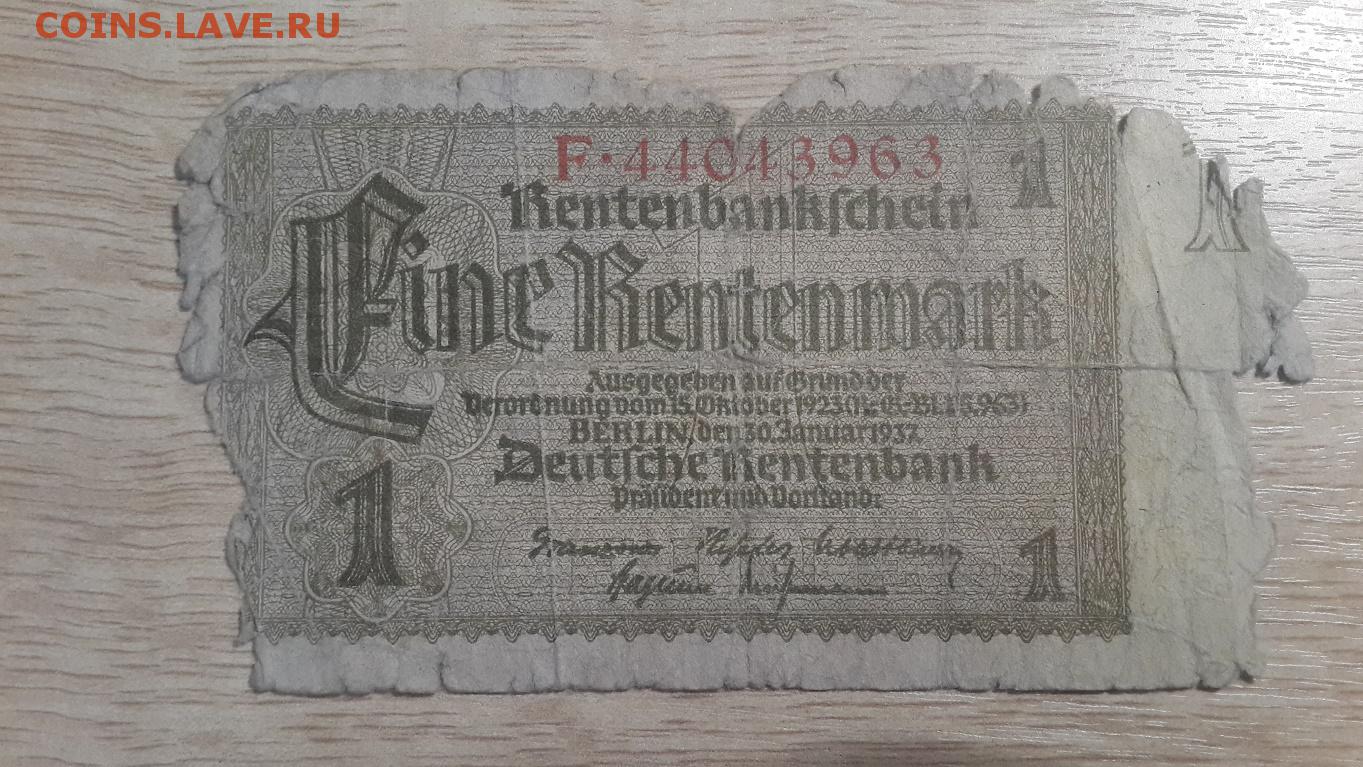 COINS.LAVE.RU
F·44043963
1
Rentenbankschein
1
Eine Rentenmark
Ausgegeben auf Grund der
Verordnung vom 15. Oktober 1923 (R.-G.-Bl. I S. 963)
BERLIN, den 30. Januar 1937
Deutsche Rentenbank
Präsident und Vorstand:
1
1